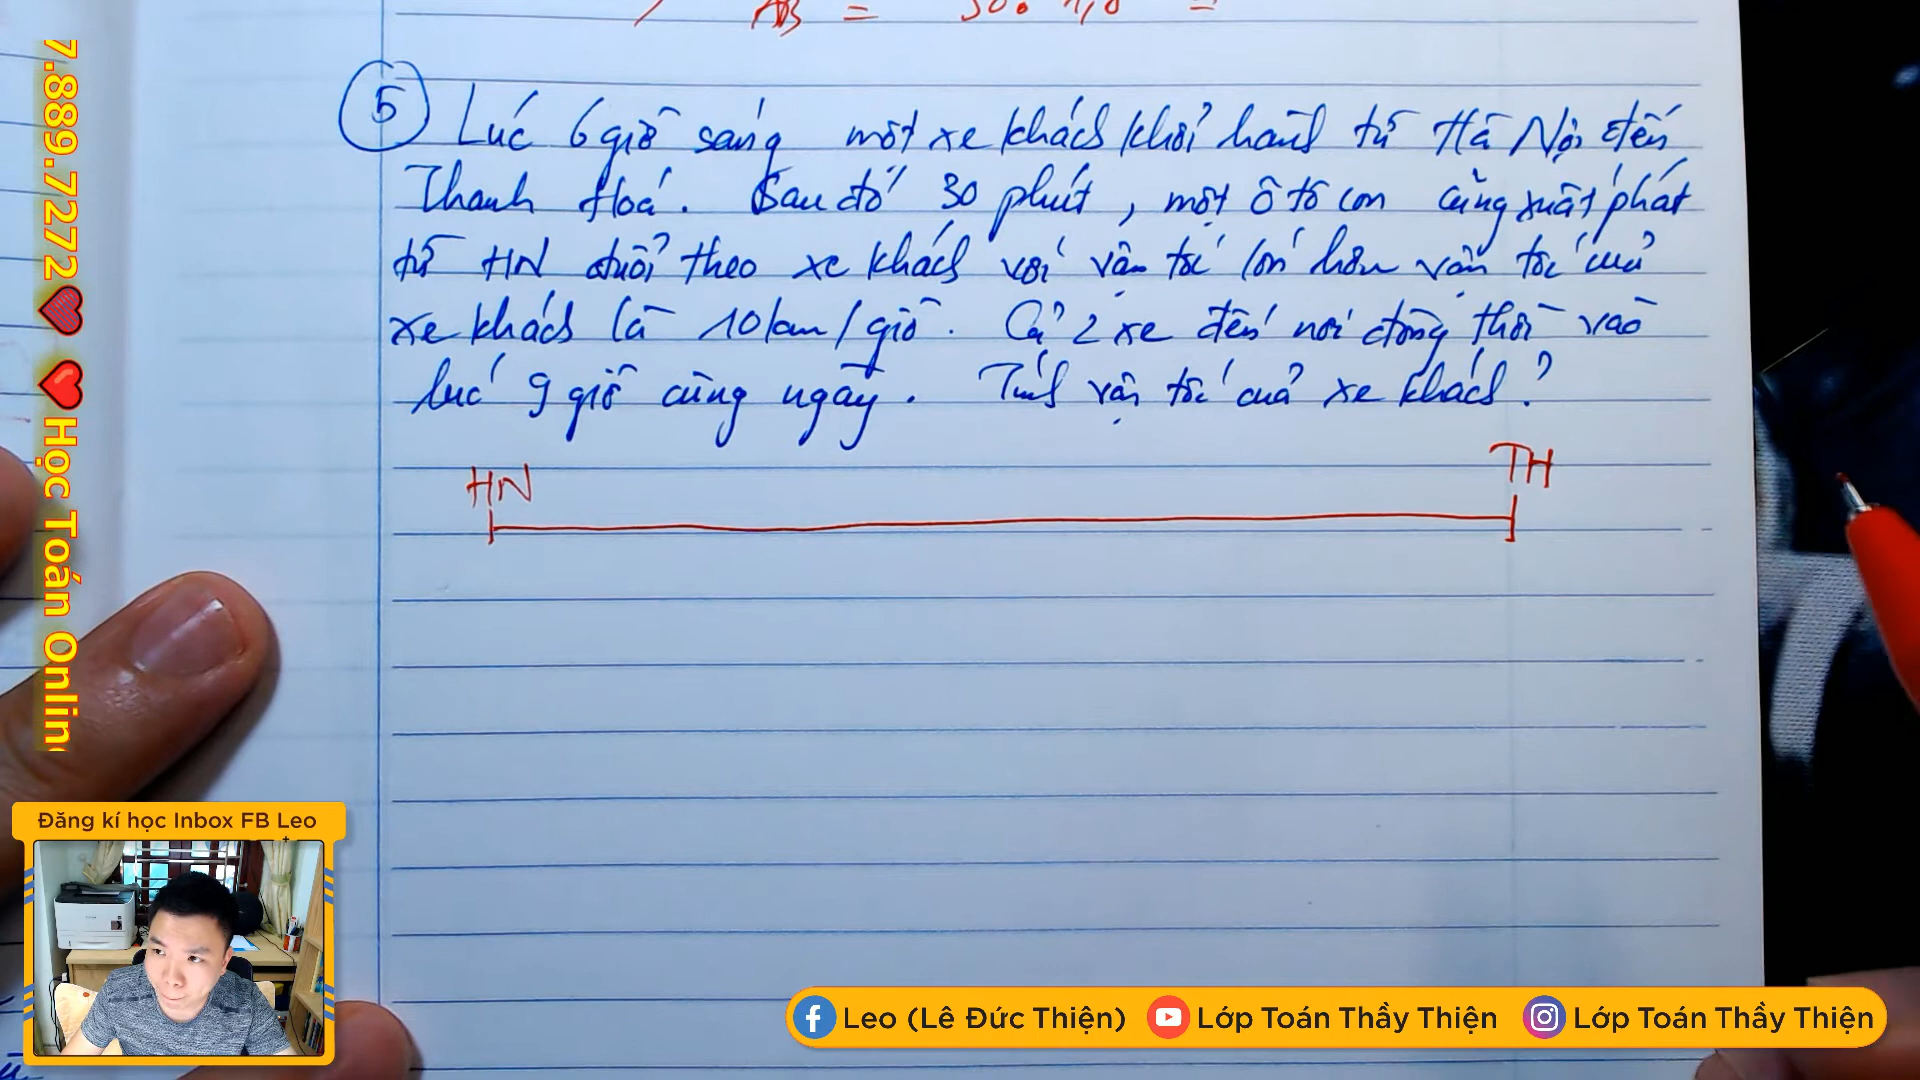 AB =
5 Lúc 6 giờ sáng một xe khách khởi hành từ Hà Nội đến
Thanh Hoá. Sau đó 30 phút, một ô tô con cũng xuất phát
từ HN đuổi theo xe khách với vận tốc lớn hơn vận tốc của
xe khách là 10km/giờ. Cả 2 xe đến nơi đồng thời vào
lúc 9 giờ cùng ngày. Tính vận tốc của xe khách?
HN TH
7.889.7272 ❤ ❤ Học Toán Onlin
Đăng kí học Inbox FB Leo
Leo (Lê Đức Thiện) Lớp Toán Thầy Thiện Lớp Toán Thầy Thiện